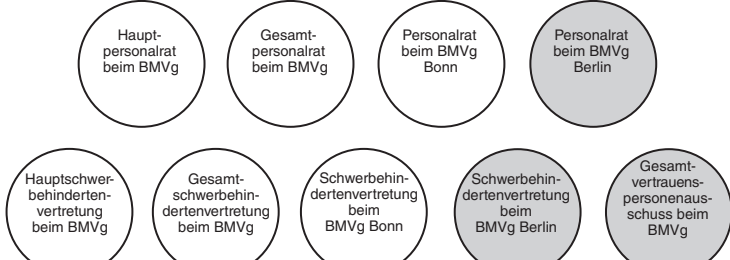 Haupt-
personalrat
beim BMVg
Gesamt-
personalrat
beim BMVg
Personalrat
beim BMVg
Bonn
Personalrat
beim BMVg
Berlin
Hauptschwer-
behinderten-
vertretung
beim BMVg
Gesamt-
schwerbehin-
dertenvertretung
beim BMVg
Schwerbehin-
dertenvertretung
beim
BMVg Bonn
Schwerbehin-
dertenvertretung
beim
BMVg Berlin
Gesamt-
vertrauens-
personenaus-
schuss beim
BMVg